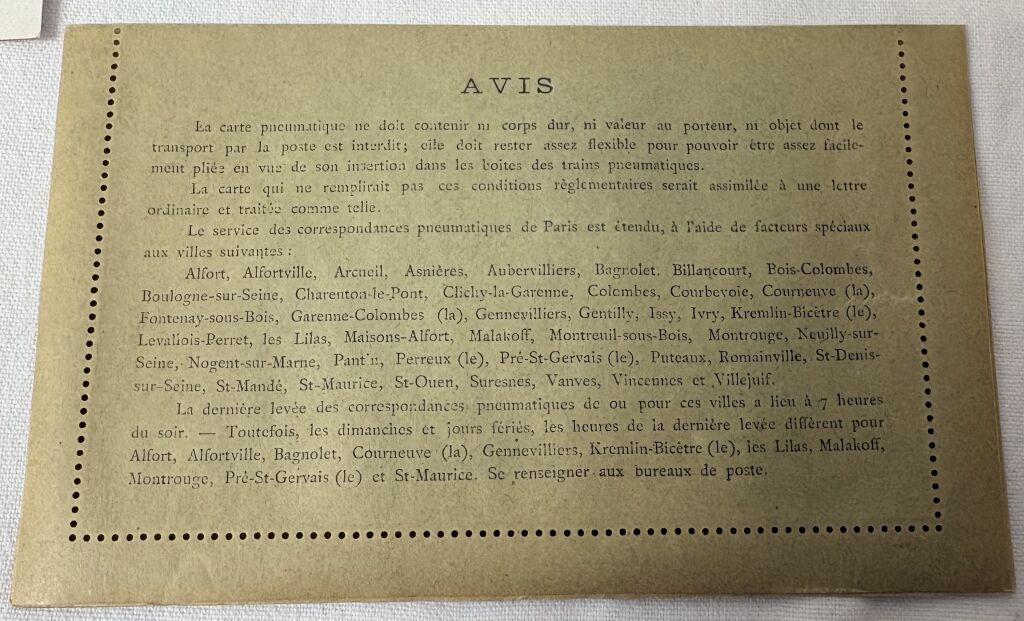 AVIS
La carte pneumatique ne doit contenir ni corps dur, ni valeur au porteur, ni objet dont le
transport par la poste est interdit; elle doit rester assez flexible pour pouvoir être assez facile-
ment pliée en vue de son insertion dans les boites des trains pneumatiques.
La carte qui ne remplirait pas ces conditions règlementaires serait assimilée à une lettre
ordinaire et traitée comme telle.
Le service des correspondances pneumatiques de Paris est étendu, à l'aide de facteurs spéciaux
aux villes suivantes :
Alfort, Alfortville, Arcueil, Asnières, Aubervilliers, Bagnolet, Billancourt, Bois-Colombes,
Boulogne-sur-Seine, Charenton-le-Pont, Clichy-la-Garenne, Colombes, Courbevoie, Courneuve (la),
Fontenay-sous-Bois, Garenne-Colombes (la), Gennevilliers, Gentilly, Issy, Ivry, Kremlin-Bicêtre (le),
Levallois-Perret, les Lilas, Maisons-Alfort, Malakoff, Montreuil-sous-Bois, Montrouge, Neuilly-sur-
Seine, Nogent-sur-Marne, Pantin, Perreux (le), Pré-St-Gervais (le), Puteaux, Romainville, St-Denis-
sur-Seine, St-Mandé, St-Maurice, St-Ouen, Suresnes, Vanves, Vincennes et Villejuif.
La dernière levée des correspondances pneumatiques de ou pour ces villes a lieu à 7 heures
du soir. — Toutefois, les dimanches et jours fériés, les heures de la dernière levée diffèrent pour
Alfort, Alfortville, Bagnolet, Courneuve (la), Gennevilliers, Kremlin-Bicêtre (le), les Lilas, Malakoff,
Montrouge, Pré-St-Gervais (le) et St-Maurice. Se renseigner aux bureaux de poste.